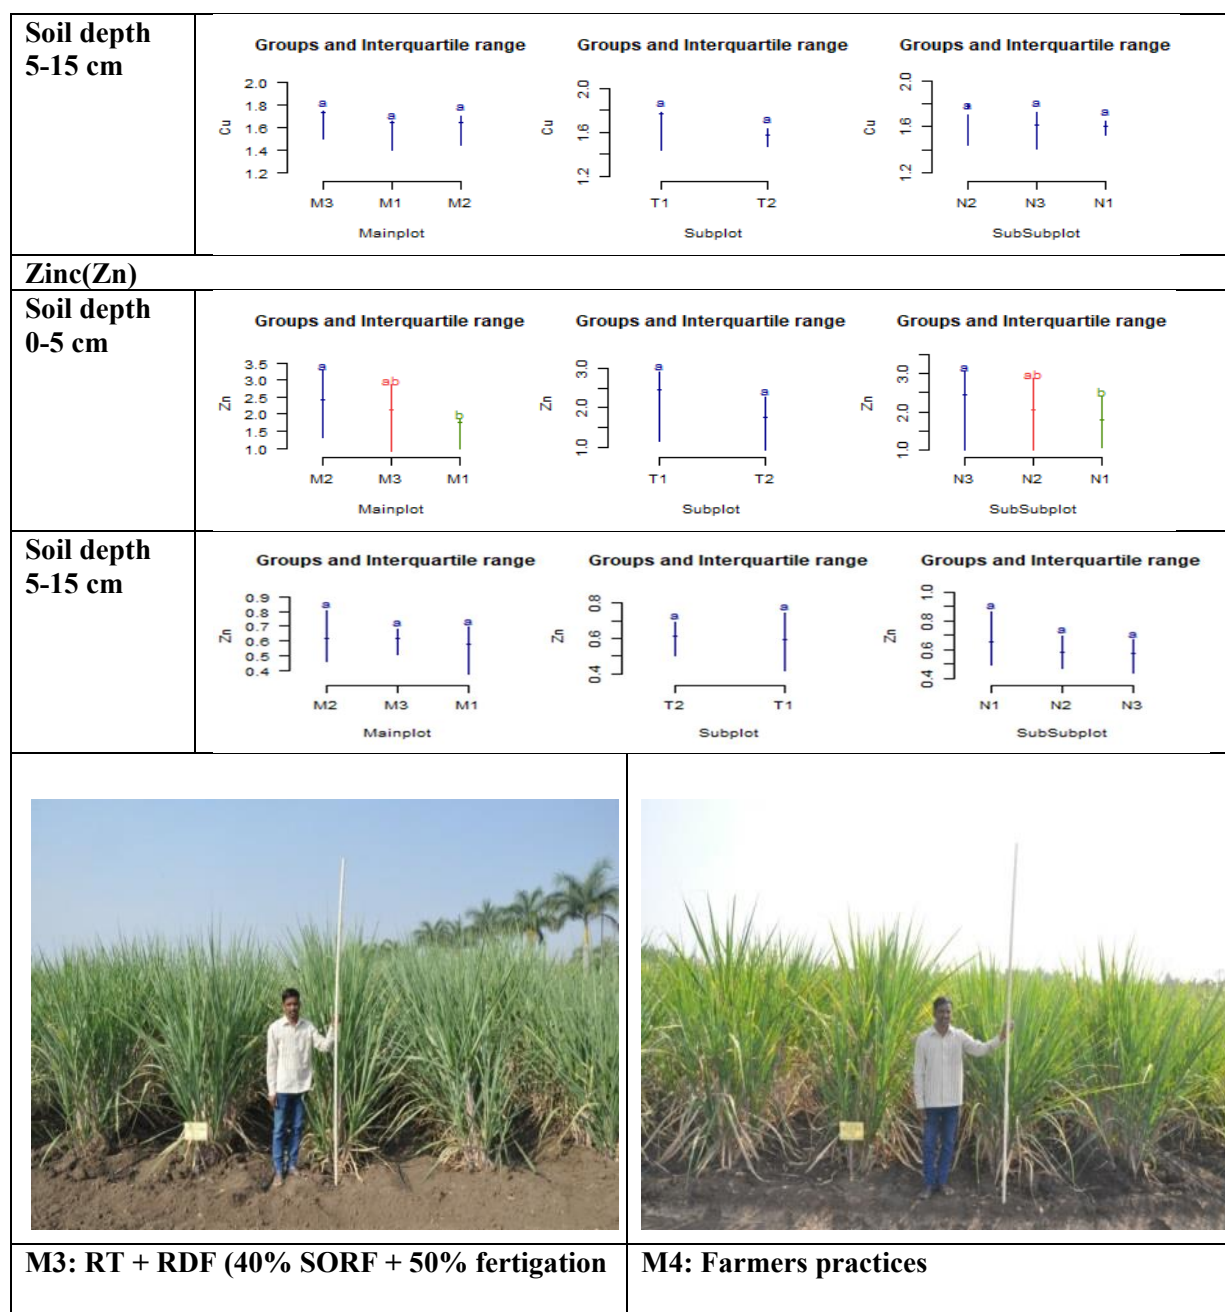 Soil depth
5-15 cm
Groups and Interquartile range
Cu
2.0
1.8
1.6
1.4
1.2
a
a
a
M3 M1 M2
Mainplot
Groups and Interquartile range
Cu
2.0
1.6
1.2
a
a
T1 T2
Subplot
Groups and Interquartile range
Cu
2.0
1.6
1.2
a
a
a
N2 N3 N1
SubSubplot
Zinc(Zn)
Soil depth
0-5 cm
Groups and Interquartile range
Zn
3.5
3.0
2.5
2.0
1.5
1.0
a
ab
b
M2 M3 M1
Mainplot
Groups and Interquartile range
Zn
3.0
2.0
1.0
a
a
T1 T2
Subplot
Groups and Interquartile range
Zn
3.0
2.0
1.0
a
ab
b
N3 N2 N1
SubSubplot
Soil depth
5-15 cm
Groups and Interquartile range
Zn
0.9
0.8
0.7
0.6
0.5
0.4
a
a
a
M2 M3 M1
Mainplot
Groups and Interquartile range
Zn
0.8
0.6
0.4
a
a
T2 T1
Subplot
Groups and Interquartile range
Zn
1.0
0.8
0.6
0.4
a
a
a
N1 N2 N3
SubSubplot
M3: RT + RDF (40% SORF + 50% fertigation
M4: Farmers practices